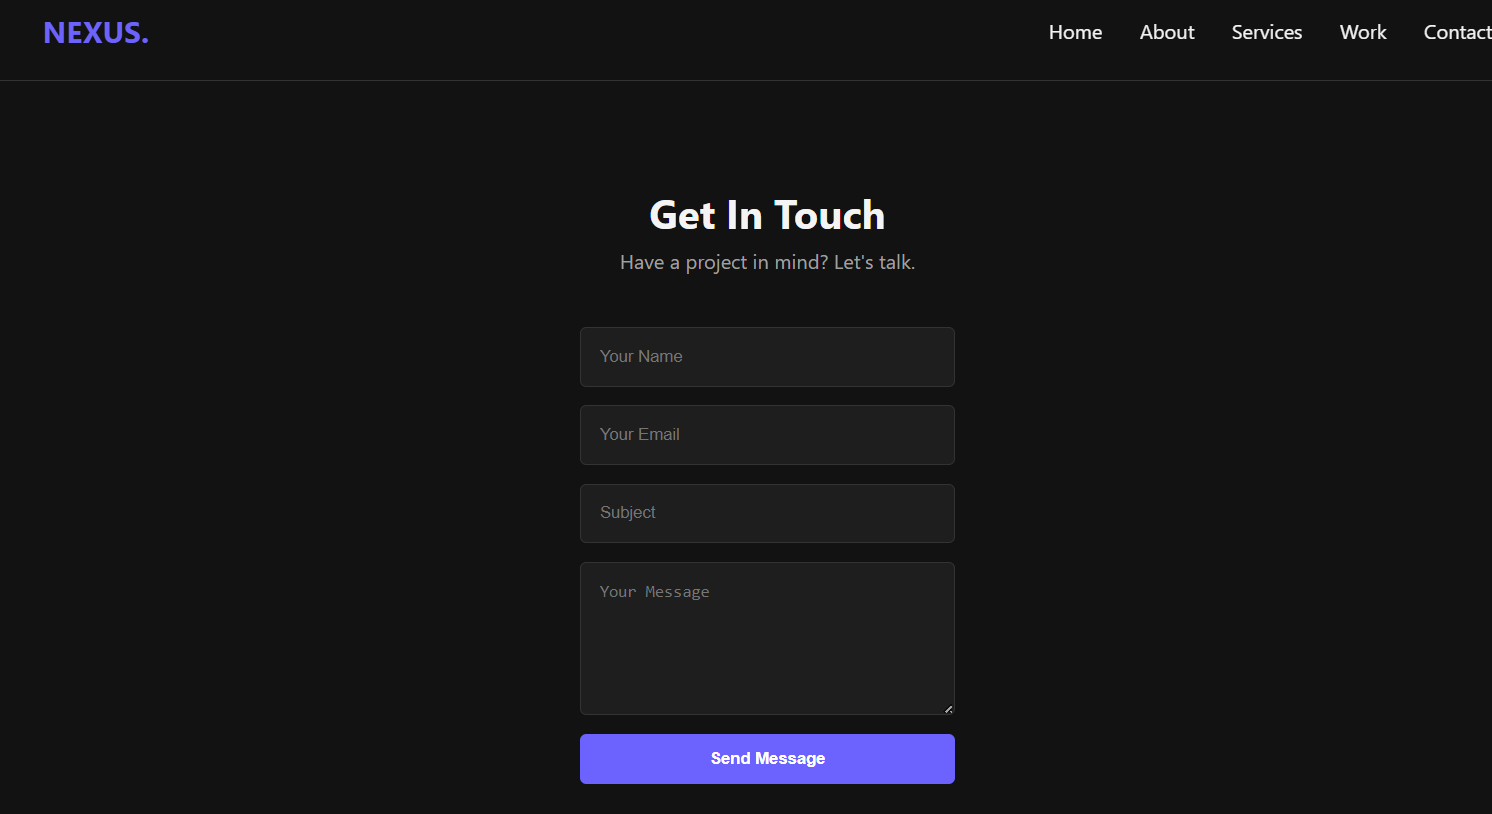 NEXUS.
Home About Services Work Contact
Get In Touch
Have a project in mind? Let's talk.
Your Name
Your Email
Subject
Your Message
Send Message